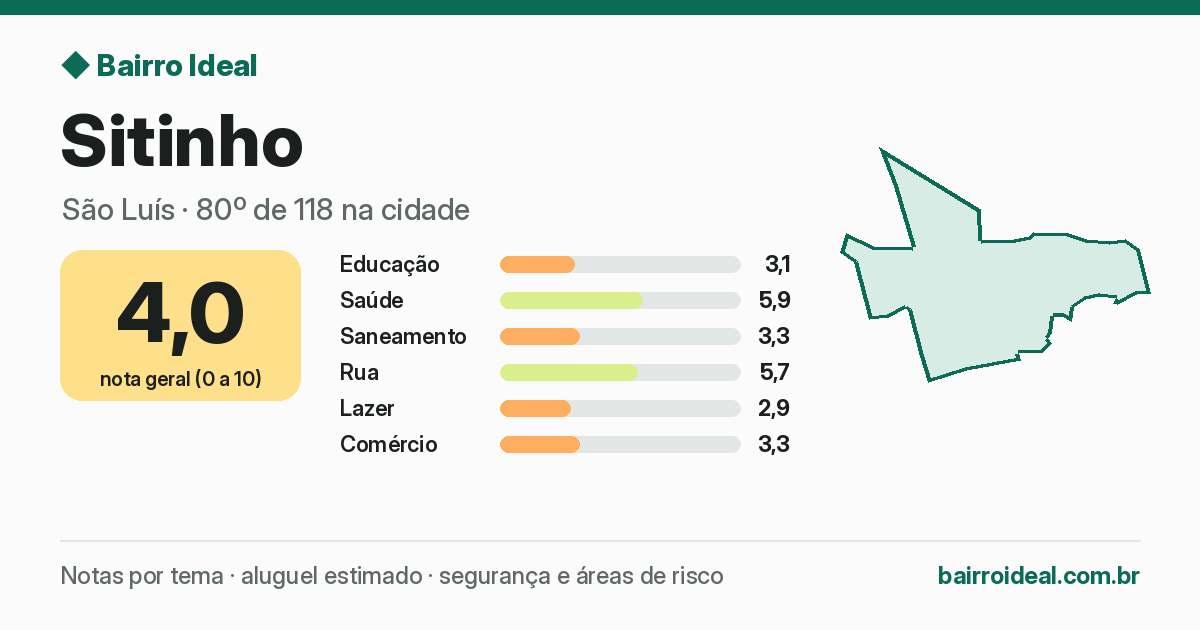 Bairro Ideal
Sitinho
São Luís · 80º de 118 na cidade
4,0
nota geral (0 a 10)
Educação 3,1
Saúde 5,9
Saneamento 3,3
Rua 5,7
Lazer 2,9
Comércio 3,3
Notas por tema · aluguel estimado · segurança e áreas de risco
bairroideal.com.br